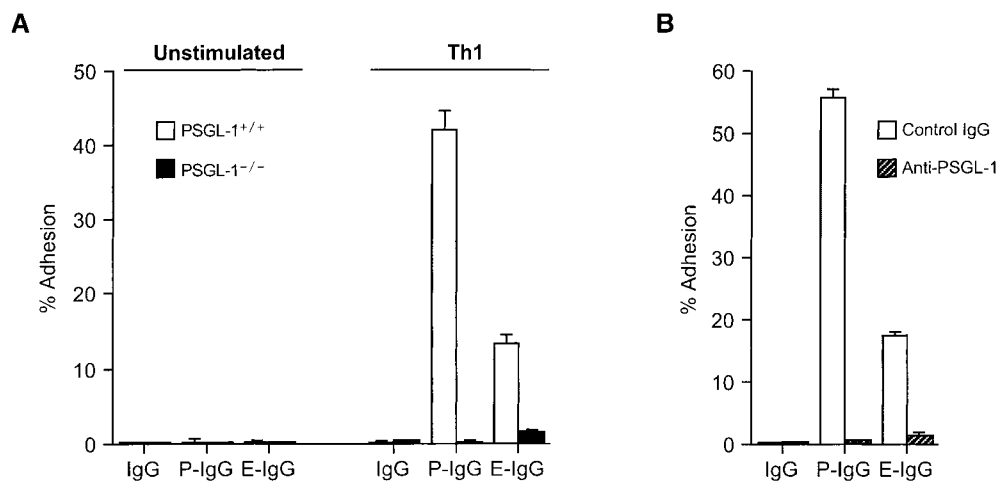 A
Unstimulated Th1
50
40
30
20
10
0
% Adhesion
PSGL-1+/+
PSGL-1−/−
IgG P-IgG E-IgG IgG P-IgG E-IgG
B
60
50
40
30
20
10
0
% Adhesion
Control IgG
Anti-PSGL-1
IgG P-IgG E-IgG